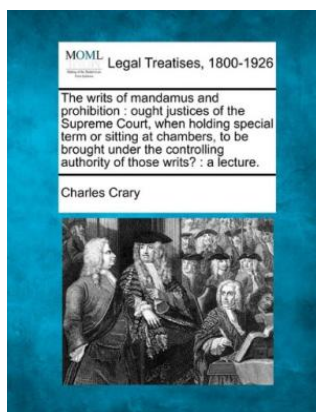 MOML
Legal Treatises, 1800-1926
The writs of mandamus and
prohibition : ought justices of the
Supreme Court, when holding special
term or sitting at chambers, to be
brought under the controlling
authority of those writs? : a lecture.
Charles Crary